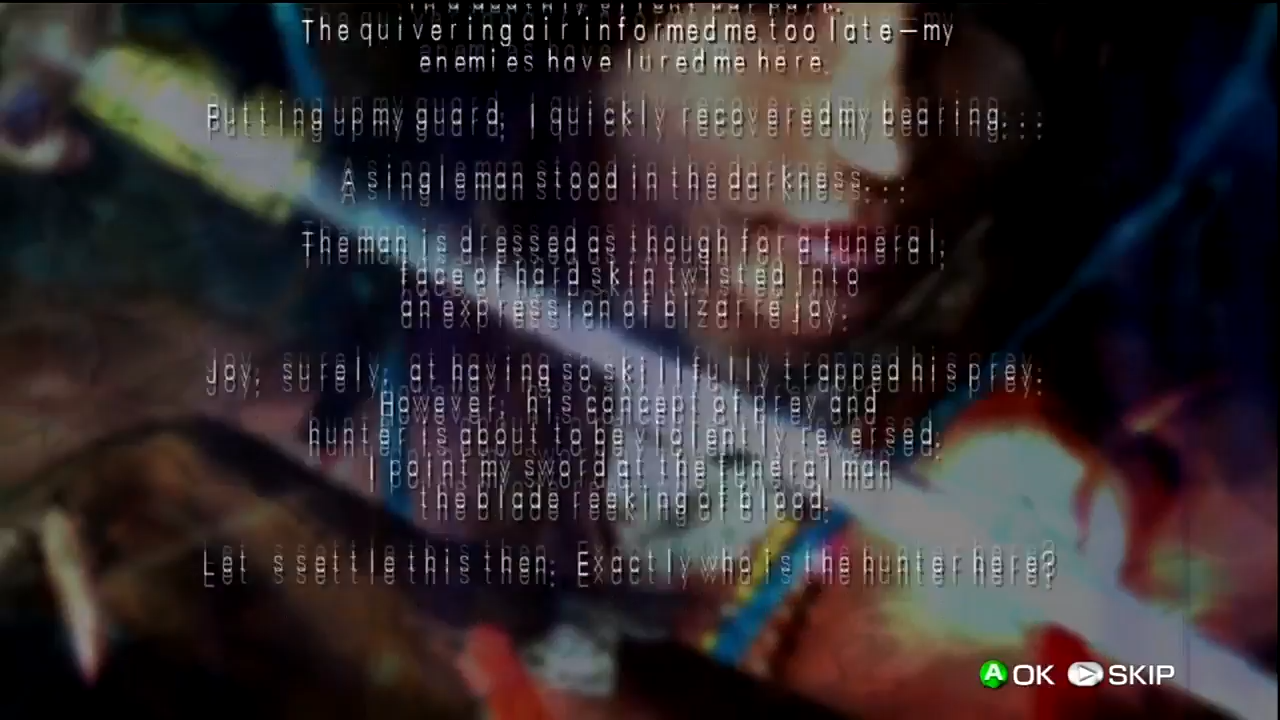 The quivering air informed me too late—my
enemies have lured me here.
Putting up my guard, I quickly recovered my bearing...
A single man stood in the darkness...
The man is dressed as though for a funeral,
face of hard skin twisted into
an expression of bizarre joy.
Joy, surely, at having so skillfully trapped his prey.
However, his concept of prey and
hunter is about to be violently reversed.
I point my sword at the funeral man
the blade reeking of blood.
Let s settle this then. Exactly who is the hunter here?
A OK SKIP